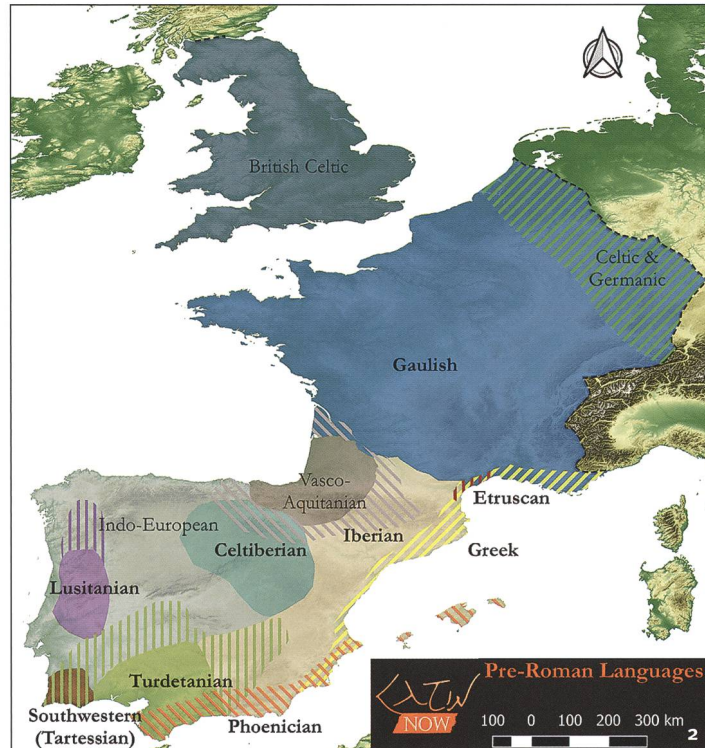 British Celtic
Celtic &
Germanic
Gaulish
Vasco-
Aquitanian
Etruscan
Indo-European
Iberian
Celtiberian
Greek
Lusitanian
Turdetanian
Southwestern
(Tartessian)
Phoenician
Pre-Roman Languages
NOW
100 0 100 200 300 km
2